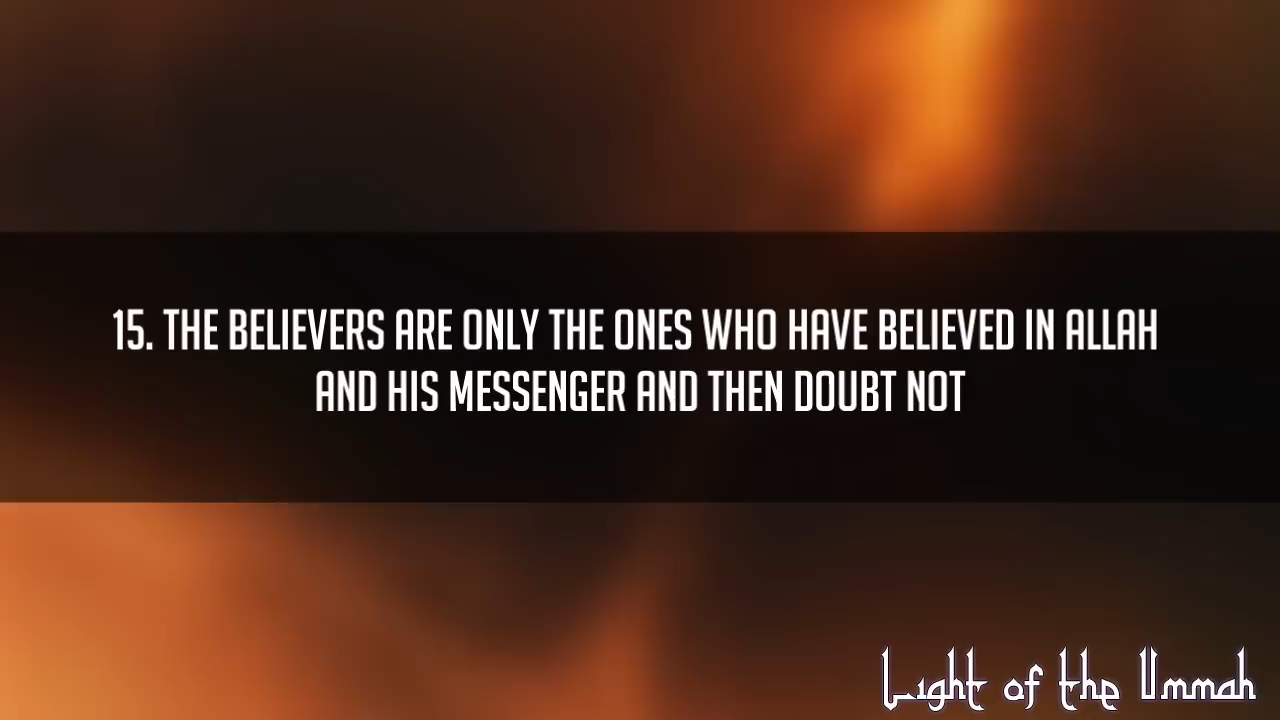 15. THE BELIEVERS ARE ONLY THE ONES WHO HAVE BELIEVED IN ALLAH
AND HIS MESSENGER AND THEN DOUBT NOT
Light of the Ummah